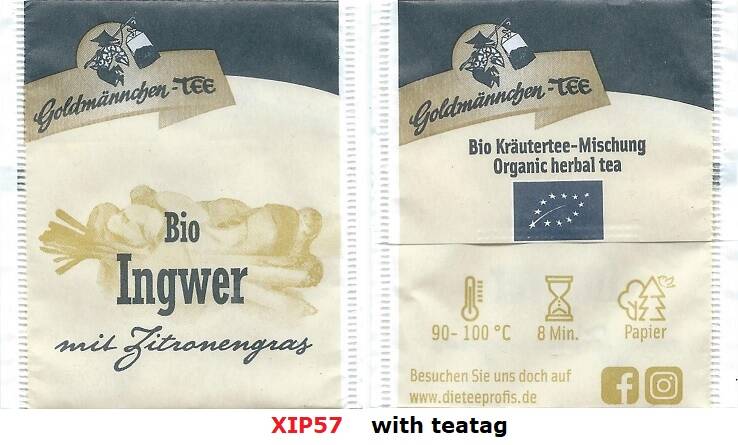 Goldmännchen-TEE
Bio
Ingwer
mit Zitronengras
Goldmännchen-TEE
Bio Kräutertee-Mischung
Organic herbal tea
90- 100 °C
8 Min.
Papier
Besuchen Sie uns doch auf
www.dieteeprofis.de
XIP57 with teatag